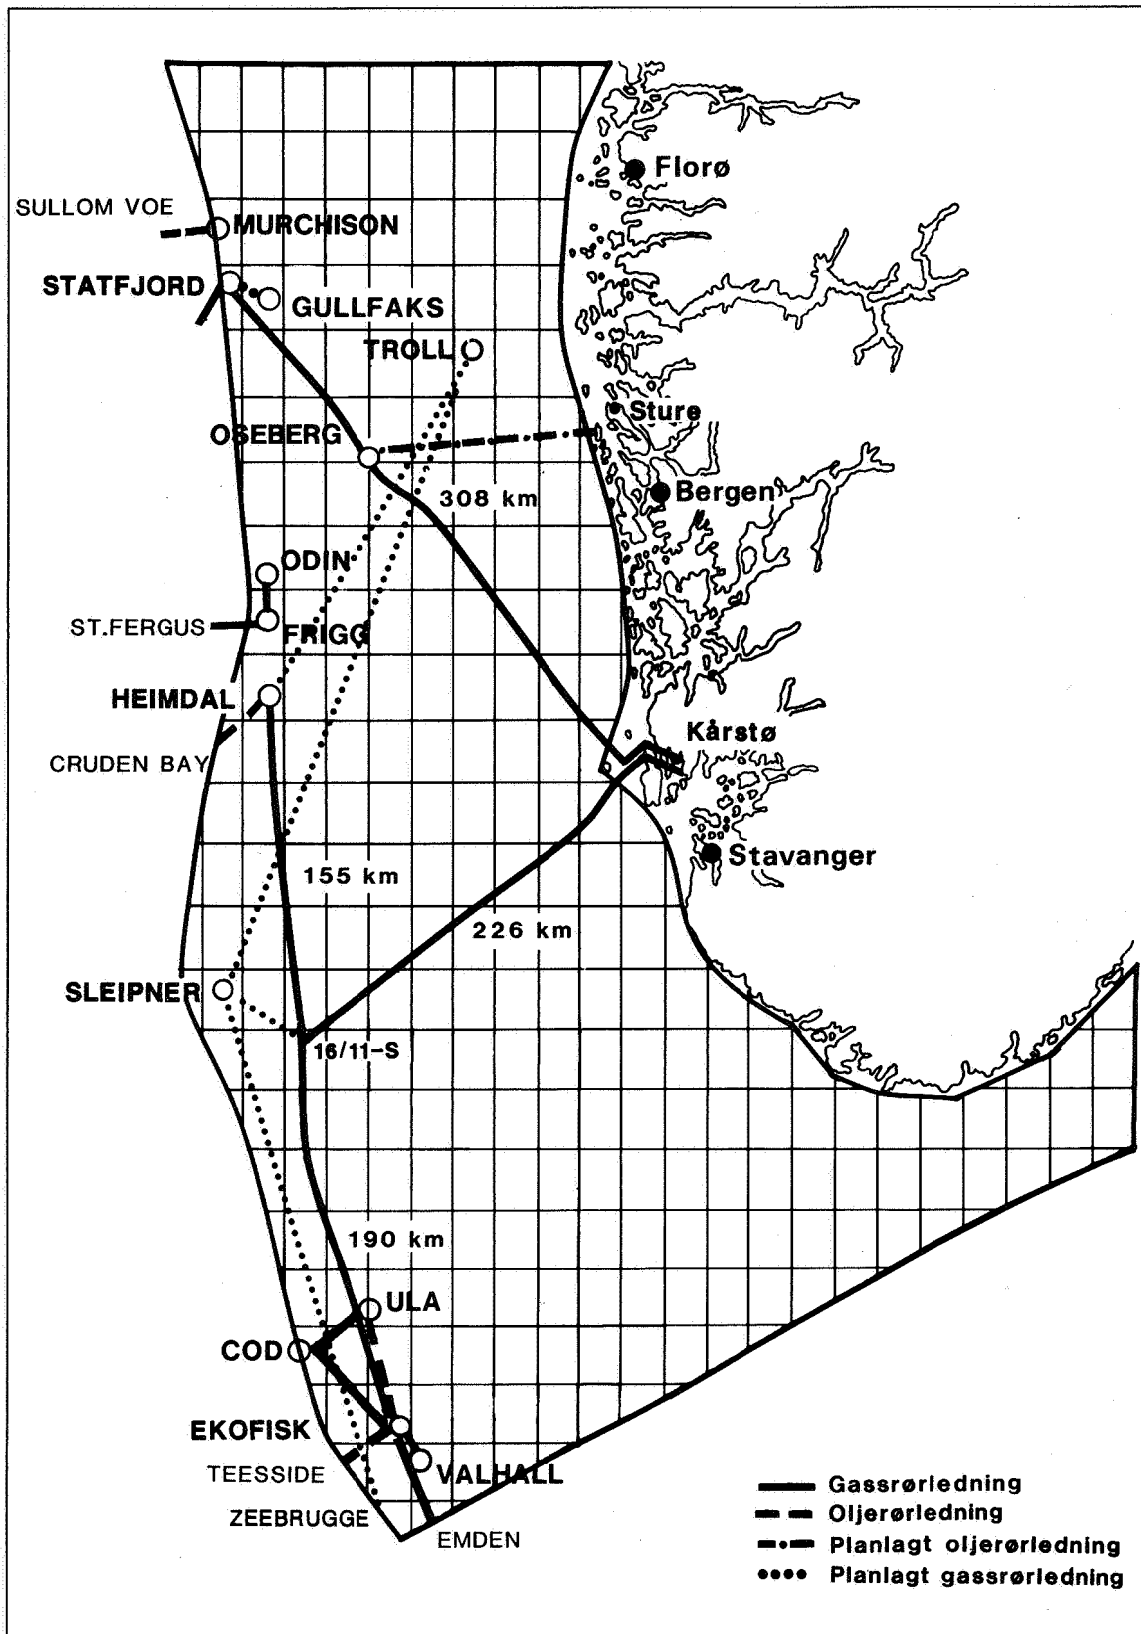 Florø
SULLOM VOE
MURCHISON
STATFJORD
GULLFAKS
TROLL
Sture
OSEBERG
308 km
Bergen
ODIN
ST.FERGUS
FRIGG
HEIMDAL
Kårstø
CRUDEN BAY
Stavanger
155 km
226 km
SLEIPNER
16/11-S
190 km
ULA
COD
EKOFISK
TEESSIDE
VALHALL
ZEEBRUGGE
EMDEN
Gassrørledning
Oljerørledning
Planlagt oljerørledning
Planlagt gassrørledning